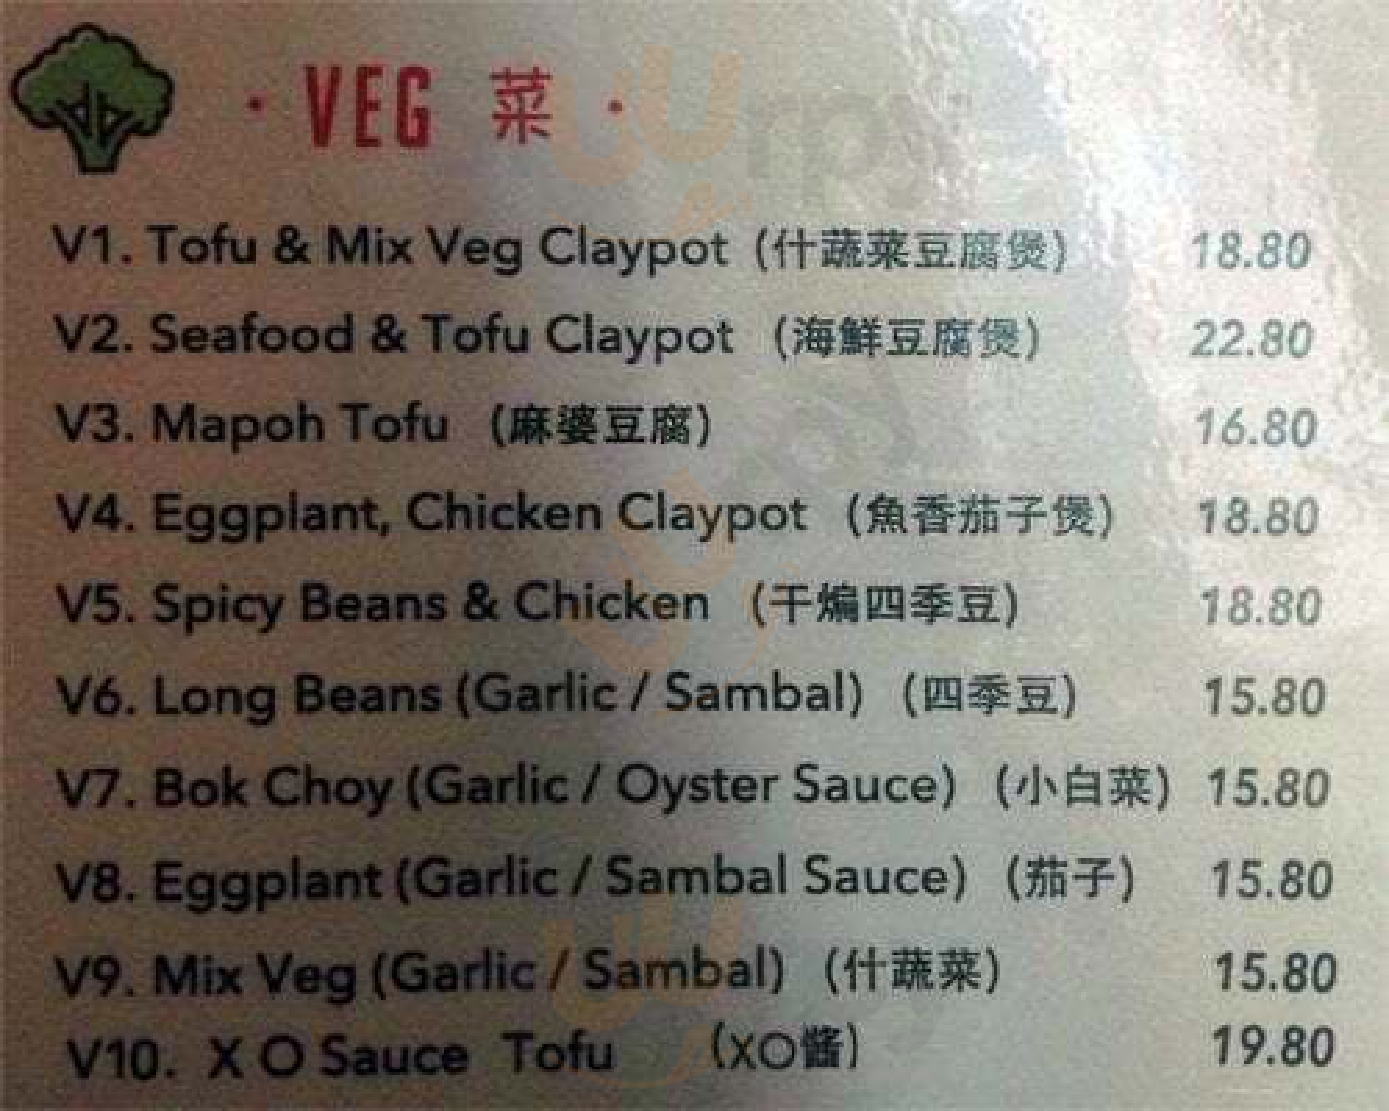 · VEG 菜 ·
V1. Tofu & Mix Veg Claypot (什蔬菜豆腐煲) 18.80
V2. Seafood & Tofu Claypot (海鮮豆腐煲) 22.80
V3. Mapoh Tofu (麻婆豆腐) 16.80
V4. Eggplant, Chicken Claypot (魚香茄子煲) 18.80
V5. Spicy Beans & Chicken (干煸四季豆) 18.80
V6. Long Beans (Garlic / Sambal) (四季豆) 15.80
V7. Bok Choy (Garlic / Oyster Sauce) (小白菜) 15.80
V8. Eggplant (Garlic / Sambal Sauce) (茄子) 15.80
V9. Mix Veg (Garlic / Sambal) (什蔬菜) 15.80
V10. X O Sauce Tofu (XO醬) 19.80